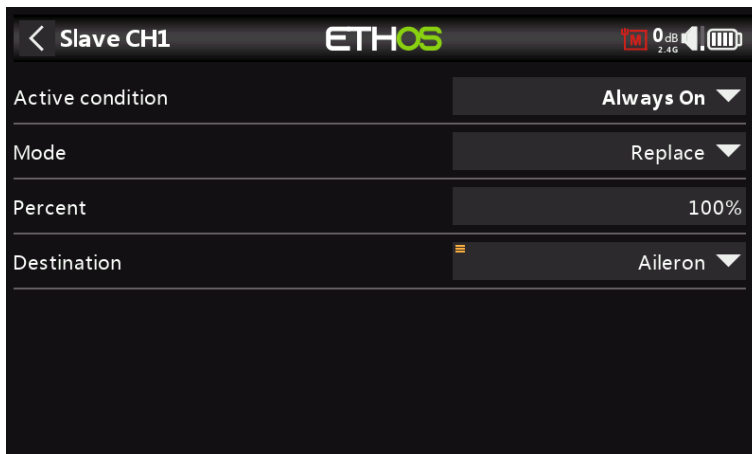 Slave CH1 ETHOS M 0dB
2.4G
Active condition Always On
Mode Replace
Percent 100%
Destination Aileron